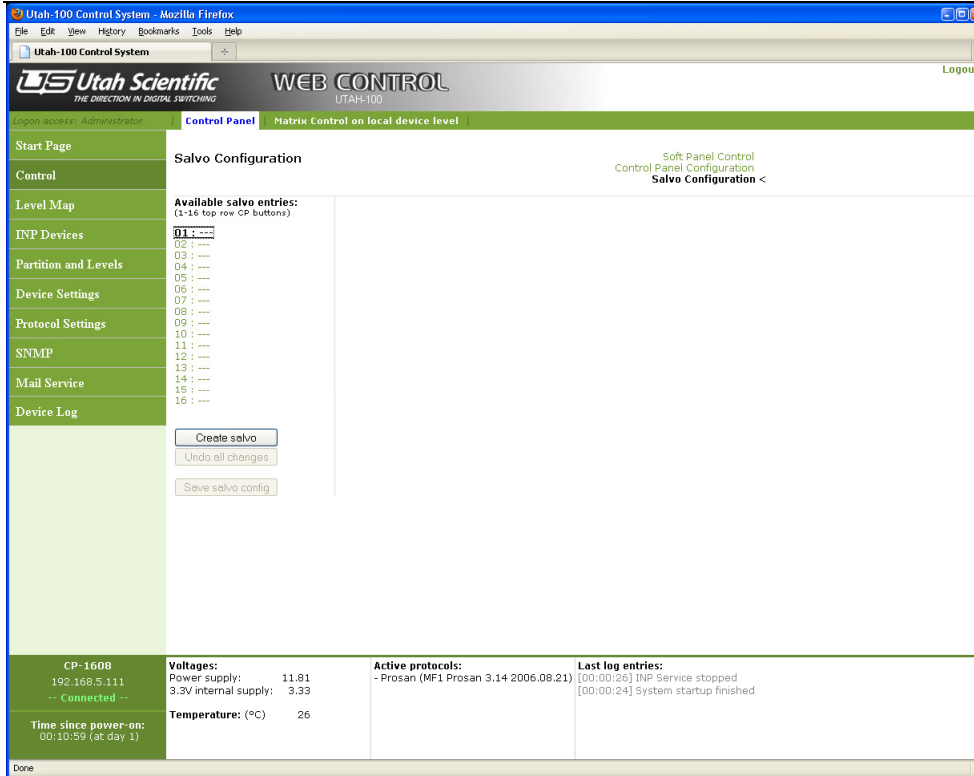 Utah-100 Control System - Mozilla Firefox
File Edit View History Bookmarks Tools Help
Utah-100 Control System
US Utah Scientific
THE DIRECTION IN DIGITAL SWITCHING
WEB CONTROL
UTAH-100
Logou
Logon access: Administrator | Control Panel | Matrix Control on local device level |
Start Page
Control
Level Map
INP Devices
Partition and Levels
Device Settings
Protocol Settings
SNMP
Mail Service
Device Log
Salvo Configuration
Soft Panel Control
Control Panel Configuration
Salvo Configuration <
Available salvo entries:
(1-16 top row CP buttons)
01 : ---
02 : ---
03 : ---
04 : ---
05 : ---
06 : ---
07 : ---
08 : ---
09 : ---
10 : ---
11 : ---
12 : ---
13 : ---
14 : ---
15 : ---
16 : ---
Create salvo
Undo all changes
Save salvo config
CP-1608
192.168.5.111
-- Connected --
Time since power-on:
00:10:59 (at day 1)
Voltages:
Power supply: 11.81
3.3V internal supply: 3.33
Temperature: (°C) 26
Active protocols:
- Prosan (MF1 Prosan 3.14 2006.08.21)
Last log entries:
[00:00:26] INP Service stopped
[00:00:24] System startup finished
Done